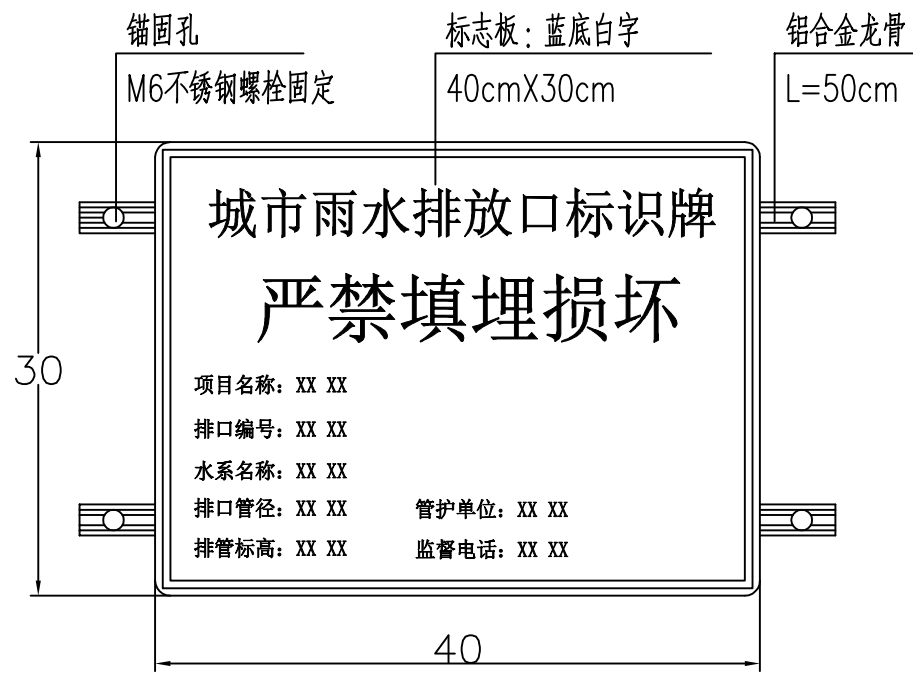 锚固孔
M6不锈钢螺栓固定
标志板：蓝底白字
40cmX30cm
铝合金龙骨
L=50cm
城市雨水排放口标识牌
严禁填埋损坏
30
项目名称：XX XX
排口编号：XX XX
水系名称：XX XX
排口管径：XX XX
管护单位：XX XX
排管标高：XX XX
监督电话：XX XX
40